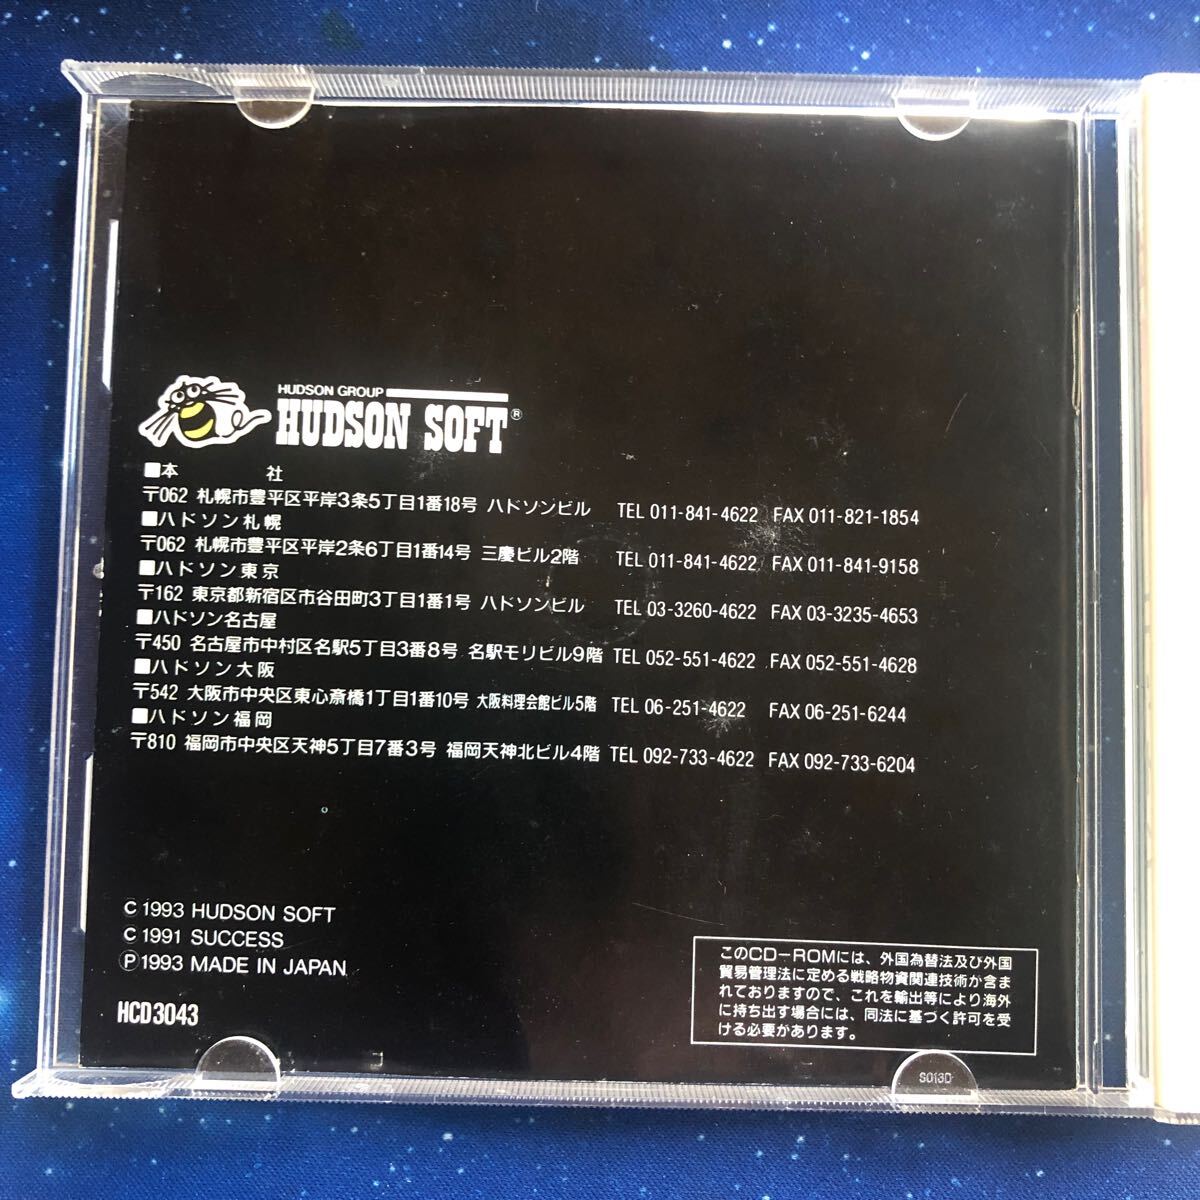 HUDSON GROUP
HUDSON SOFT®
■本　　　社
〒062 札幌市豊平区平岸3条5丁目1番18号 ハドソンビル TEL 011-841-4622 FAX 011-821-1854
■ハドソン札幌
〒062 札幌市豊平区平岸2条6丁目1番14号 三慶ビル2階 TEL 011-841-4622 FAX 011-841-9158
■ハドソン東京
〒162 東京都新宿区市谷田町3丁目1番1号 ハドソンビル TEL 03-3260-4622 FAX 03-3235-4653
■ハドソン名古屋
〒450 名古屋市中村区名駅5丁目3番8号 名駅モリビル9階 TEL 052-551-4622 FAX 052-551-4628
■ハドソン大阪
〒542 大阪市中央区東心斎橋1丁目1番10号 大阪料理会館ビル5階 TEL 06-251-4622 FAX 06-251-6244
■ハドソン福岡
〒810 福岡市中央区天神5丁目7番3号 福岡天神北ビル4階 TEL 092-733-4622 FAX 092-733-6204
Ⓒ1993 HUDSON SOFT
Ⓒ1991 SUCCESS
Ⓟ1993 MADE IN JAPAN
HCD3043
このCD－ROMには、外国為替法及び外国
貿易管理法に定める戦略物資関連技術が含ま
れておりますので、これを輸出等により海外
に持ち出す場合には、同法に基づく許可を受
ける必要があります。
S013D